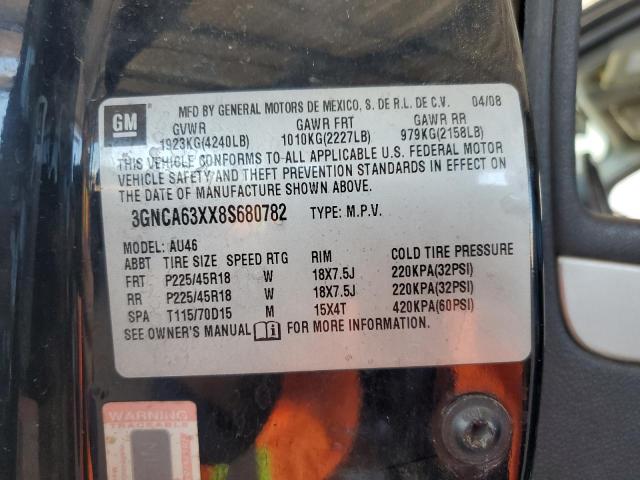 GM
MFD BY GENERAL MOTORS DE MEXICO, S. DE R.L. DE C.V. 04/08
GVWR GAWR FRT GAWR RR
1923KG(4240LB) 1010KG(2227LB) 979KG(2158LB)
THIS VEHICLE CONFORMS TO ALL APPLICABLE U.S. FEDERAL MOTOR
VEHICLE SAFETY AND THEFT PREVENTION STANDARDS IN EFFECT ON
THE DATE OF MANUFACTURE SHOWN ABOVE.
3GNCA63XX8S680782 TYPE: M.P.V.
MODEL: AU46
ABBT TIRE SIZE SPEED RTG RIM COLD TIRE PRESSURE
FRT P225/45R18 W 18X7.5J 220KPA(32PSI)
RR P225/45R18 W 18X7.5J 220KPA(32PSI)
SPA T115/70D15 M 15X4T 420KPA(60PSI)
SEE OWNER'S MANUAL FOR MORE INFORMATION.
WARNING
TRACEABLE